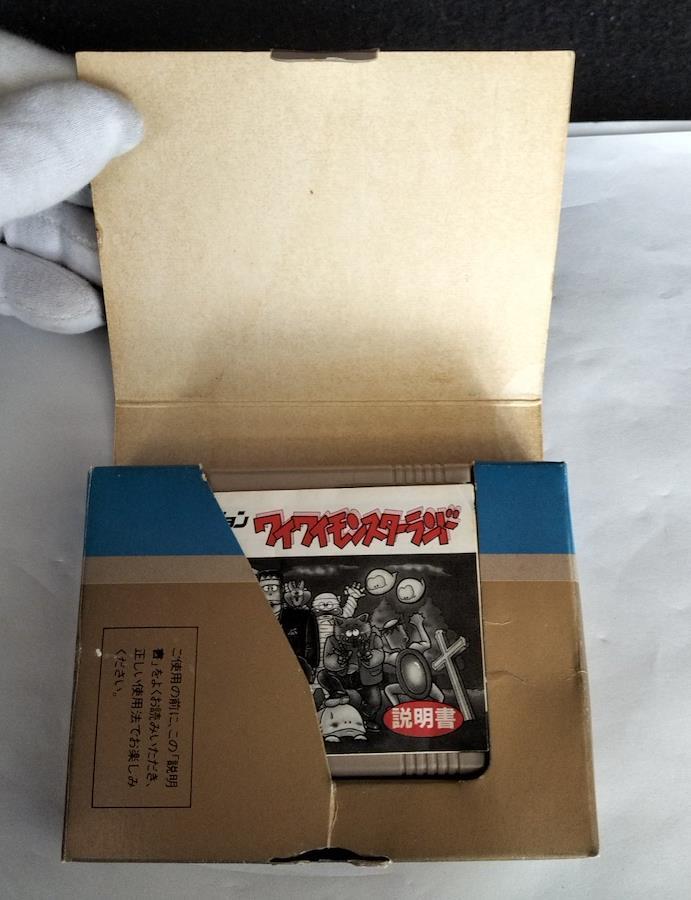 ョン
ワイワイモンスターランド
説明書
ご使用の前に、この「説明
書」をよくお読みいただき、
正しい使用法でお楽しみ
ください。